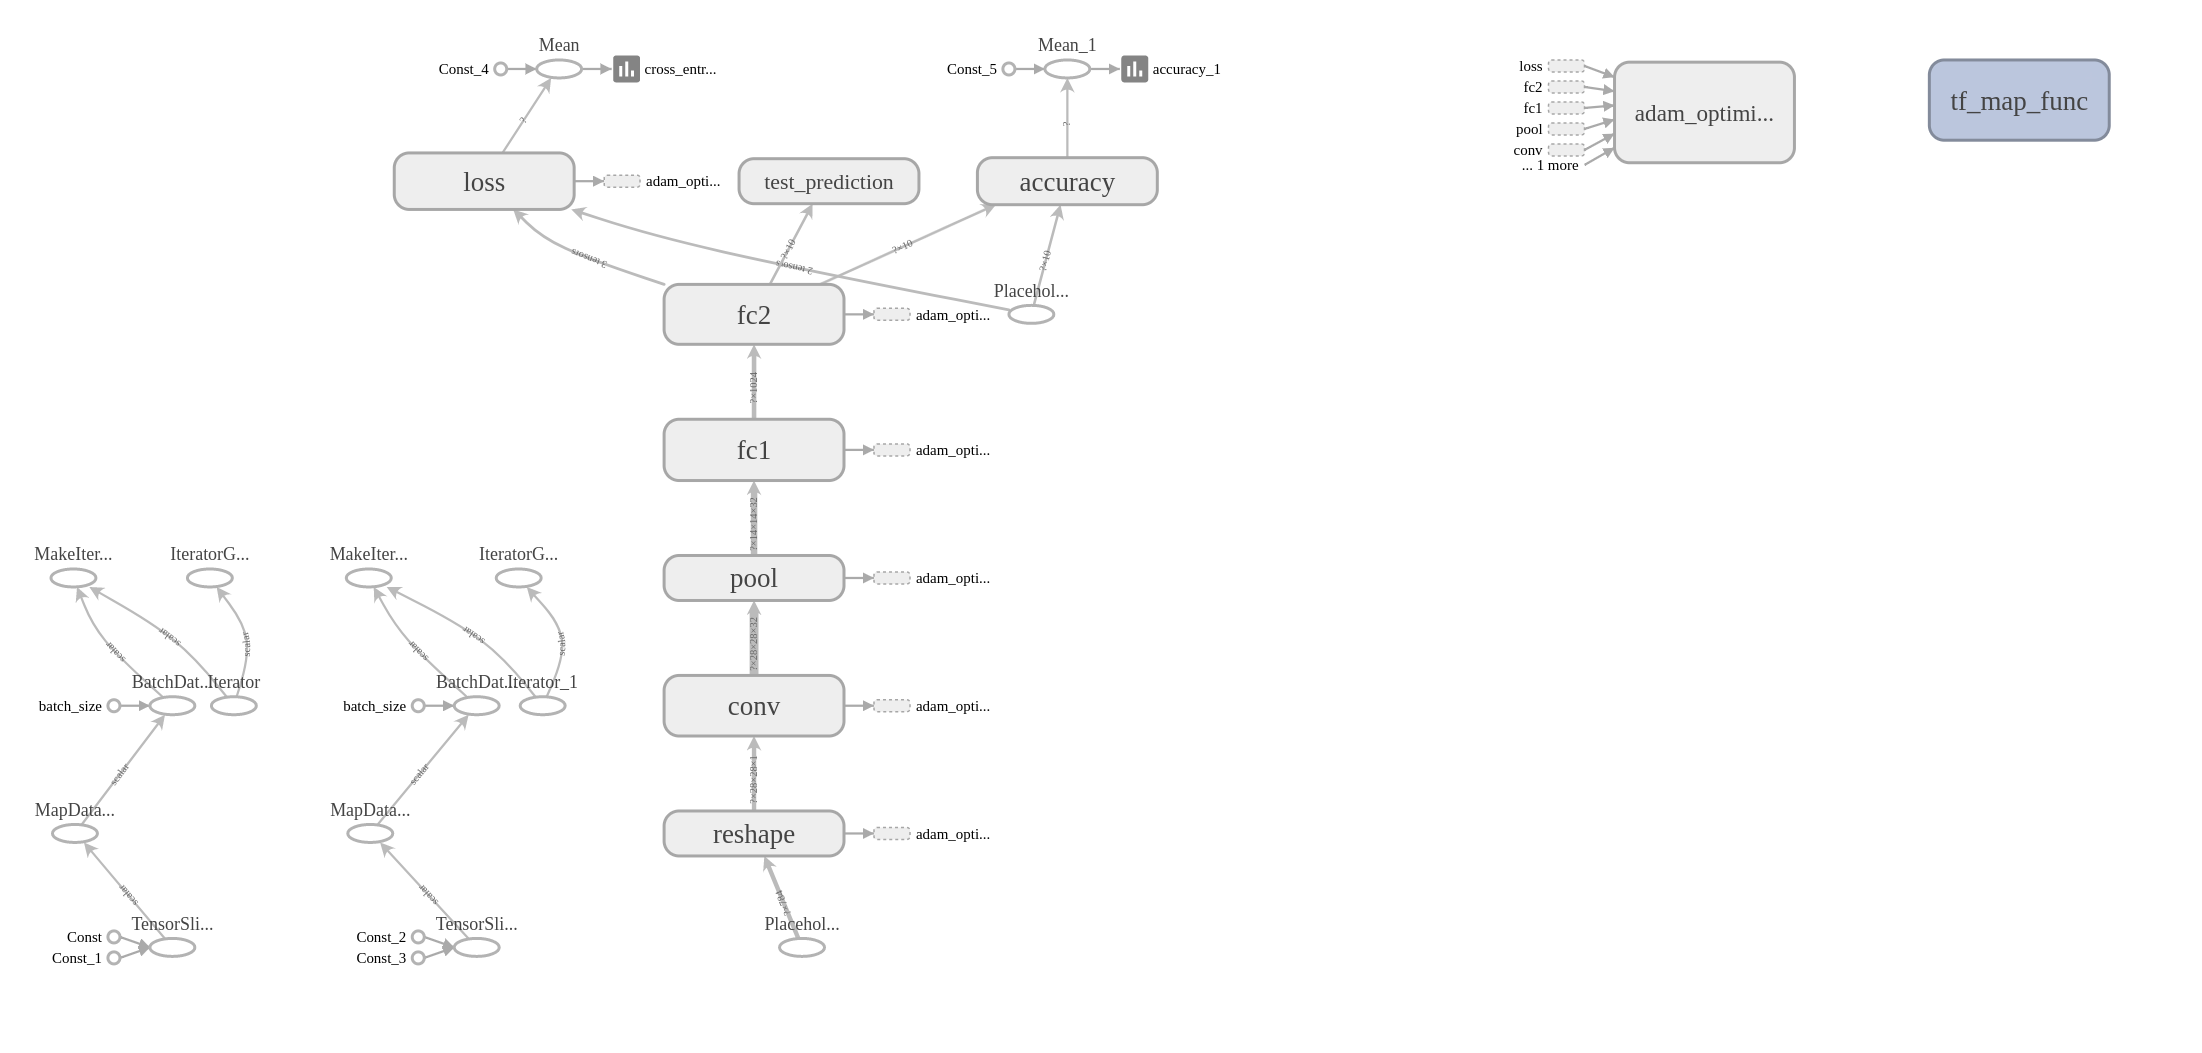 Mean
Const_4
cross_entr...
Mean_1
Const_5
accuracy_1
loss
fc2
fc1
pool
conv
... 1 more
adam_optimi...
tf_map_func
?
?
loss
adam_opti...
test_prediction
accuracy
3 tensors
?×10
2 tensors
?×10
?×10
Placehol...
fc2
adam_opti...
?×1024
fc1
adam_opti...
?×14×14×32
MakeIter...
IteratorG...
MakeIter...
IteratorG...
pool
adam_opti...
scalar
scalar
scalar
scalar
scalar
scalar
?×28×28×32
BatchDat...
Iterator
batch_size
BatchDat...
Iterator_1
batch_size
conv
adam_opti...
scalar
scalar
?×28×28×1
MapData...
MapData...
reshape
adam_opti...
scalar
scalar
?×784
TensorSli...
Const
Const_1
TensorSli...
Const_2
Const_3
Placehol...